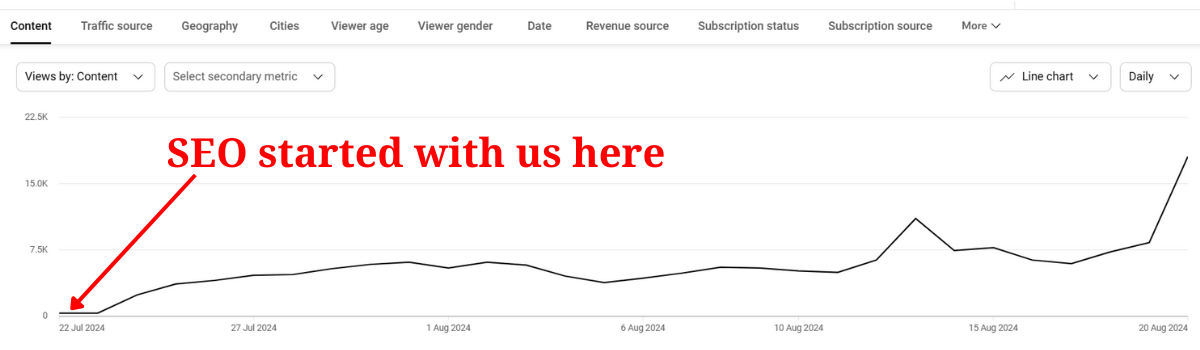 Content Traffic source Geography Cities Viewer age Viewer gender Date Revenue source Subscription status Subscription source More
Views by: Content Select secondary metric Line chart Daily
22.5K
SEO started with us here
15.0K
7.5K
0
22 Jul 2024 27 Jul 2024 1 Aug 2024 6 Aug 2024 10 Aug 2024 15 Aug 2024 20 Aug 2024